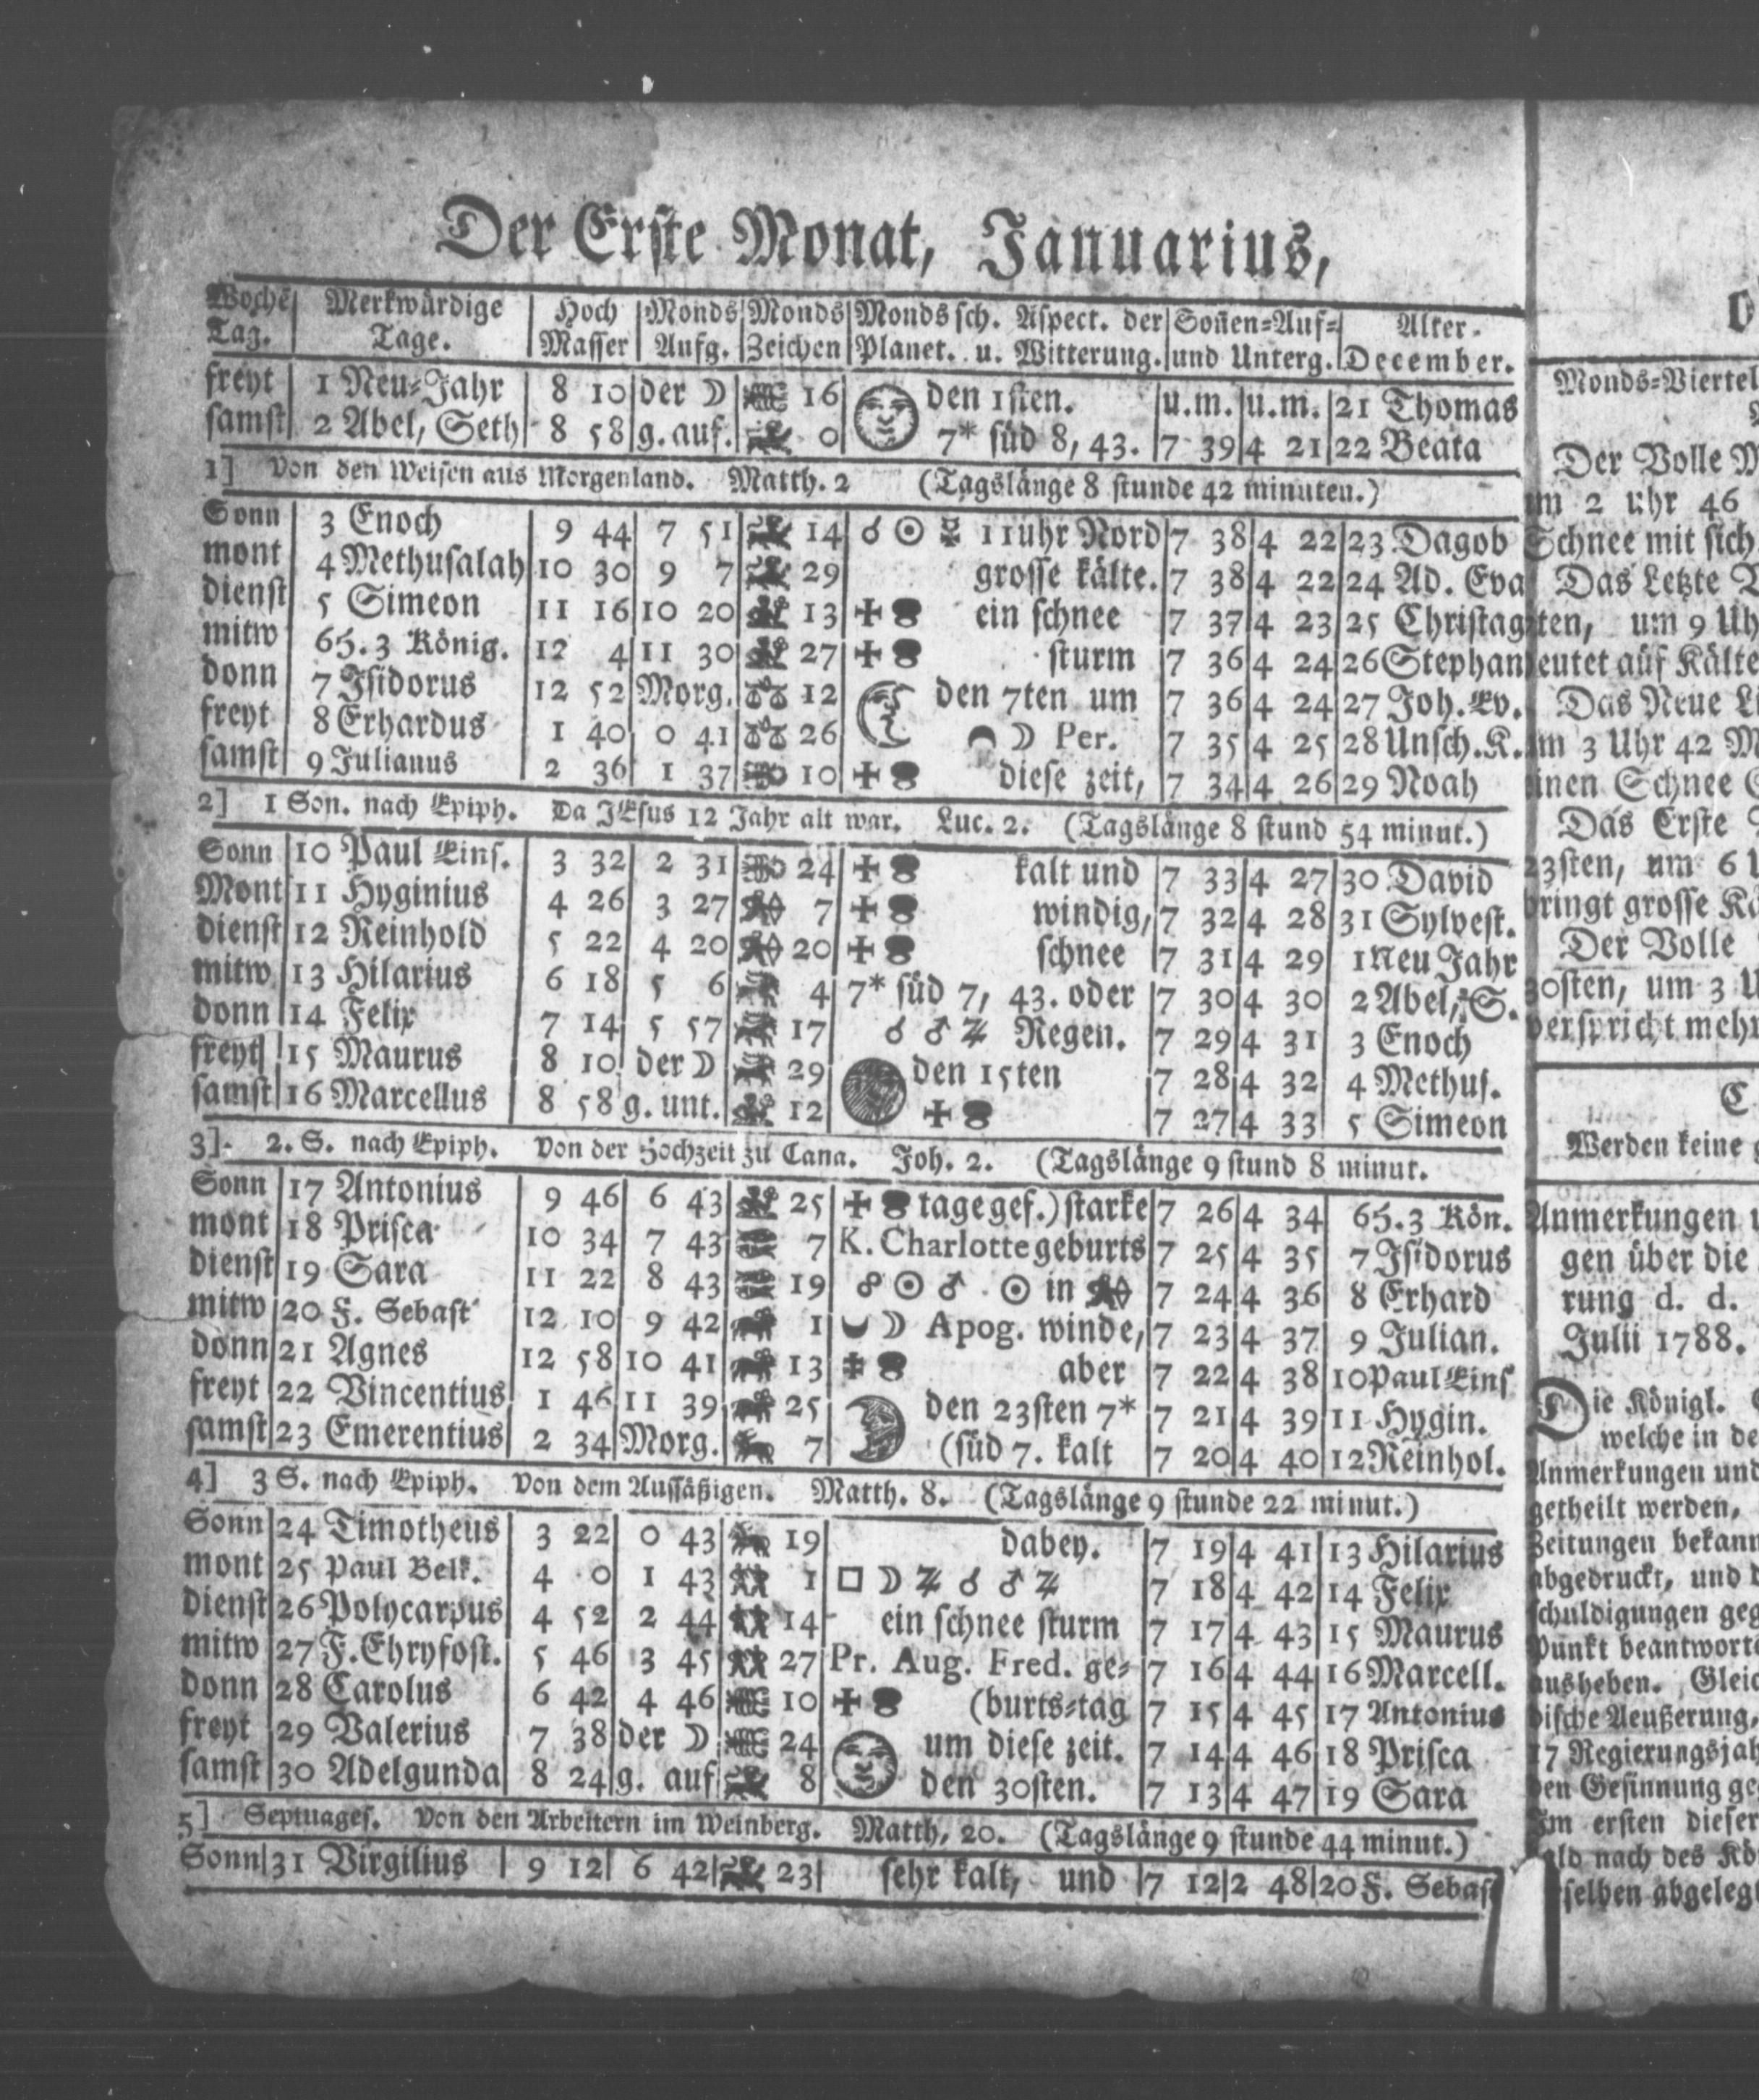 Der Erste Monat, Januarius,
Woche Tag. | Merkwürdige Tage. | Hoch Wasser | Monds Aufg. | Monds Zeichen | Mondssch. Aspect. der Planet. u. Witterung. | Soñen=Auf= und Unterg. | Alter. December.
freyt | 1 Neu=Jahr | 8 10 | der ☽ | 16 | den 1sten. | u.m. | u.m. | 21 Thomas
samst | 2 Abel, Seth | 8 58 | g. auf. | 0 | 7* süd 8, 43. | 7 39 | 4 21 | 22 Beata
1] Von den Weisen aus Morgenland. Matth. 2 (Tagslänge 8 stunde 42 minuten.)
Sonn | 3 Enoch | 9 44 | 7 51 | 14 | ☌ ☉ ☿ 11uhr Nord | 7 38 | 4 22 | 23 Dagob
mont | 4 Methusalah | 10 30 | 9 7 | 29 | grosse kälte. | 7 38 | 4 22 | 24 Ad. Eva
dienst | 5 Simeon | 11 16 | 10 20 | 13 | ein schnee | 7 37 | 4 23 | 25 Christag
mitw | 6 H. 3 König. | 12 4 | 11 30 | 27 | sturm | 7 36 | 4 24 | 26 Stephan
donn | 7 Isidorus | 12 52 | Morg. | 12 | den 7ten um | 7 36 | 4 24 | 27 Joh. Ev.
freyt | 8 Erhardus | 1 40 | 0 41 | 26 | ☽ Per. | 7 35 | 4 25 | 28 Unsch. K.
samst | 9 Julianus | 2 36 | 1 37 | 10 | diese zeit, | 7 34 | 4 26 | 29 Noah
2] 1 Son. nach Epiph. Da JEsus 12 Jahr alt war. Luc. 2. (Tagslänge 8 stund 54 minut.)
Sonn | 10 Paul Eins. | 3 32 | 2 31 | 24 | kalt und | 7 33 | 4 27 | 30 David
Mont | 11 Hyginius | 4 26 | 3 27 | 7 | windig, | 7 32 | 4 28 | 31 Sylvest.
dienst | 12 Reinhold | 5 22 | 4 20 | 20 | schnee | 7 31 | 4 29 | 1 Neu Jahr
mitw | 13 Hilarius | 6 18 | 5 6 | 4 | 7* süd 7, 43. oder | 7 30 | 4 30 | 2 Abel, S.
donn | 14 Felix | 7 14 | 5 57 | 17 | ☌ ♂ ♃ Regen. | 7 29 | 4 31 | 3 Enoch
freyt | 15 Maurus | 8 10 | der ☽ | 29 | den 15ten | 7 28 | 4 32 | 4 Methus.
samst | 16 Marcellus | 8 58 | g. unt. | 12 | 7 27 | 4 33 | 5 Simeon
3] 2. S. nach Epiph. Von der Hochzeit zu Cana. Joh. 2. (Tagslänge 9 stund 8 minut.
Sonn | 17 Antonius | 9 46 | 6 43 | 25 | tage gef.) starke | 7 26 | 4 34 | 6 H. 3 Kön.
mont | 18 Prisca | 10 34 | 7 43 | 7 | K. Charlotte geburts | 7 25 | 4 35 | 7 Isidorus
dienst | 19 Sara | 11 22 | 8 43 | 19 | ☍ ☉ ♂ ☉ in | 7 24 | 4 36 | 8 Erhard
mitw | 20 F. Sebast | 12 10 | 9 42 | 1 | ☽ Apog. winde, | 7 23 | 4 37 | 9 Julian.
donn | 21 Agnes | 12 58 | 10 41 | 13 | aber | 7 22 | 4 38 | 10 Paul Eins
freyt | 22 Vincentius | 1 46 | 11 39 | 25 | den 23sten 7* | 7 21 | 4 39 | 11 Hygin.
samst | 23 Emerentius | 2 34 | Morg. | 7 | (süd 7. kalt | 7 20 | 4 40 | 12 Reinhol.
4] 3 S. nach Epiph. Von dem Aussäßigen. Matth. 8. (Tagslänge 9 stunde 22 minut.)
Sonn | 24 Timotheus | 3 22 | 0 43 | 19 | dabey. | 7 19 | 4 41 | 13 Hilarius
mont | 25 Paul Bek. | 4 0 | 1 43 | 1 | □ ☽ ♃ ☌ ♂ ♃ | 7 18 | 4 42 | 14 Felix
dienst | 26 Polycarpus | 4 52 | 2 44 | 14 | ein schnee sturm | 7 17 | 4 43 | 15 Maurus
mitw | 27 F. Chrysost. | 5 46 | 3 45 | 27 | Pr. Aug. Fred. ge= | 7 16 | 4 44 | 16 Marcell.
donn | 28 Carolus | 6 42 | 4 46 | 10 | (burts=tag | 7 15 | 4 45 | 17 Antonius
freyt | 29 Valerius | 7 38 | der ☽ | 24 | um diese zeit. | 7 14 | 4 46 | 18 Prisca
samst | 30 Adelgunda | 8 24 | g. auf | 8 | den 30sten. | 7 13 | 4 47 | 19 Sara
5] Septuages. Von den Arbeitern im Weinberg. Matth. 20. (Tagslänge 9 stunde 44 minut.)
Sonn | 31 Virgilius | 9 12 | 6 42 | 23 | sehr kalt, und | 7 12 | 2 48 | 20 F. Sebast
Monds=Viertel
Der Volle
um 2 uhr 46
Schnee mit sich
Das Letzte
um 9 Uh
Kälte
Das Neue
um 3 Uhr 42
Schnee
Das Erste
23sten, um 6
bringt grosse
Der Volle
30sten, um 3
verspricht mehr
Werden keine
Anmerkungen
gen über die
rung d. d.
Julii 1788.
Die Königl.
welche in de
Anmerkungen und
getheilt werden,
Zeitungen bekann
abgedruckt, und
schuldigungen geg
Punkt beantworte
ausheben. Gleic
dische Aeußerung,
17 Regierungsjah
den Gesinnung ge
Im ersten dieser
nach des Kö
selben abgelegt